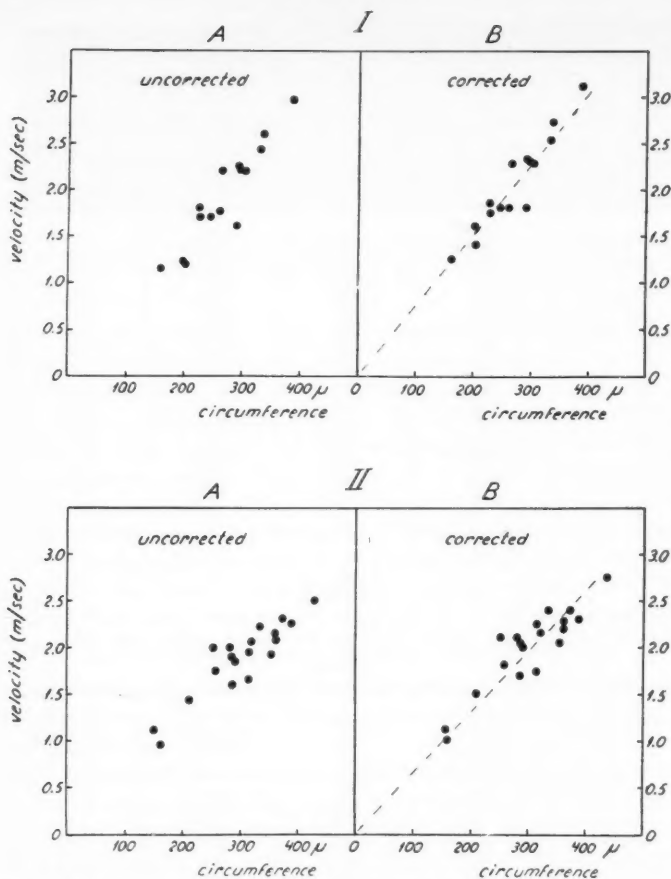 I
A B
uncorrected corrected
3.0 3.0
2.5 2.5
2.0 2.0
1.5 1.5
1.0 1.0
0.5 0.5
0 0
velocity (m/sec)
100 200 300 400 μ 0 100 200 300 400 μ
circumference circumference
II
A B
uncorrected corrected
3.0 3.0
2.5 2.5
2.0 2.0
1.5 1.5
1.0 1.0
0.5 0.5
0 0
velocity (m/sec)
100 200 300 400 μ 0 100 200 300 400 μ
circumference circumference